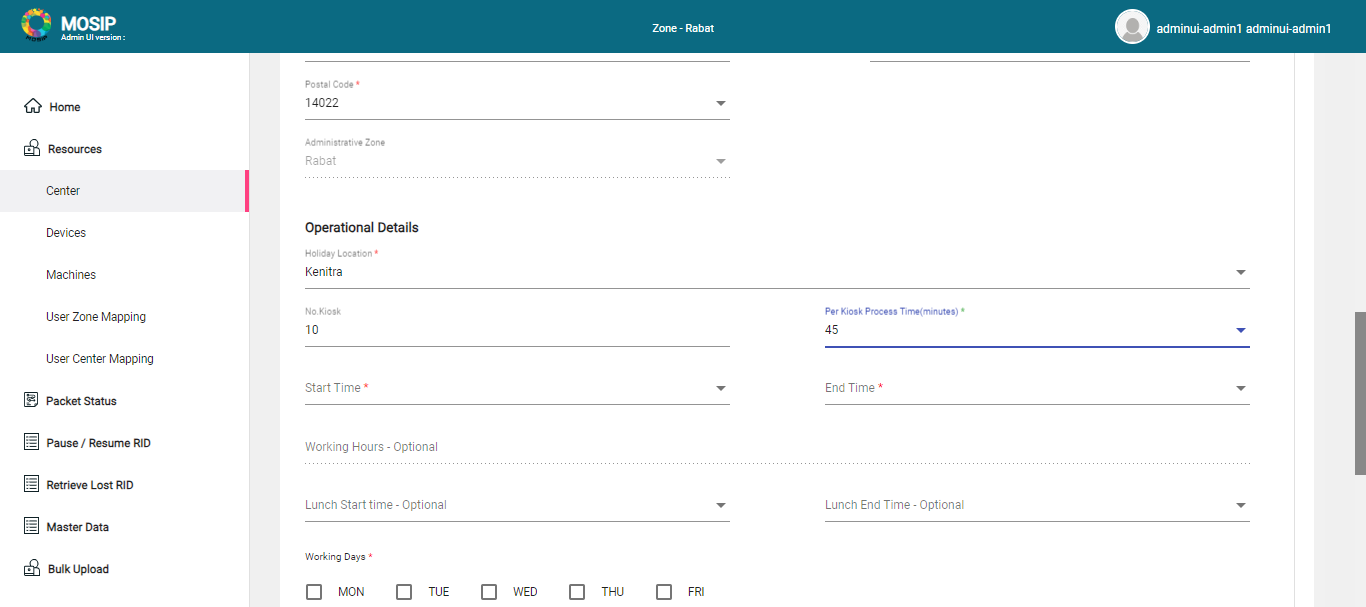 MOSIP
Admin UI version :
Zone - Rabat
adminui-admin1 adminui-admin1
Home
Resources
Center
Devices
Machines
User Zone Mapping
User Center Mapping
Packet Status
Pause / Resume RID
Retrieve Lost RID
Master Data
Bulk Upload
Postal Code *
14022
Administrative Zone
Rabat
Operational Details
Holiday Location *
Kenitra
No.Kiosk
10
Per Kiosk Process Time(minutes) *
45
Start Time *
End Time *
Working Hours - Optional
Lunch Start time - Optional
Lunch End Time - Optional
Working Days *
MON TUE WED THU FRI